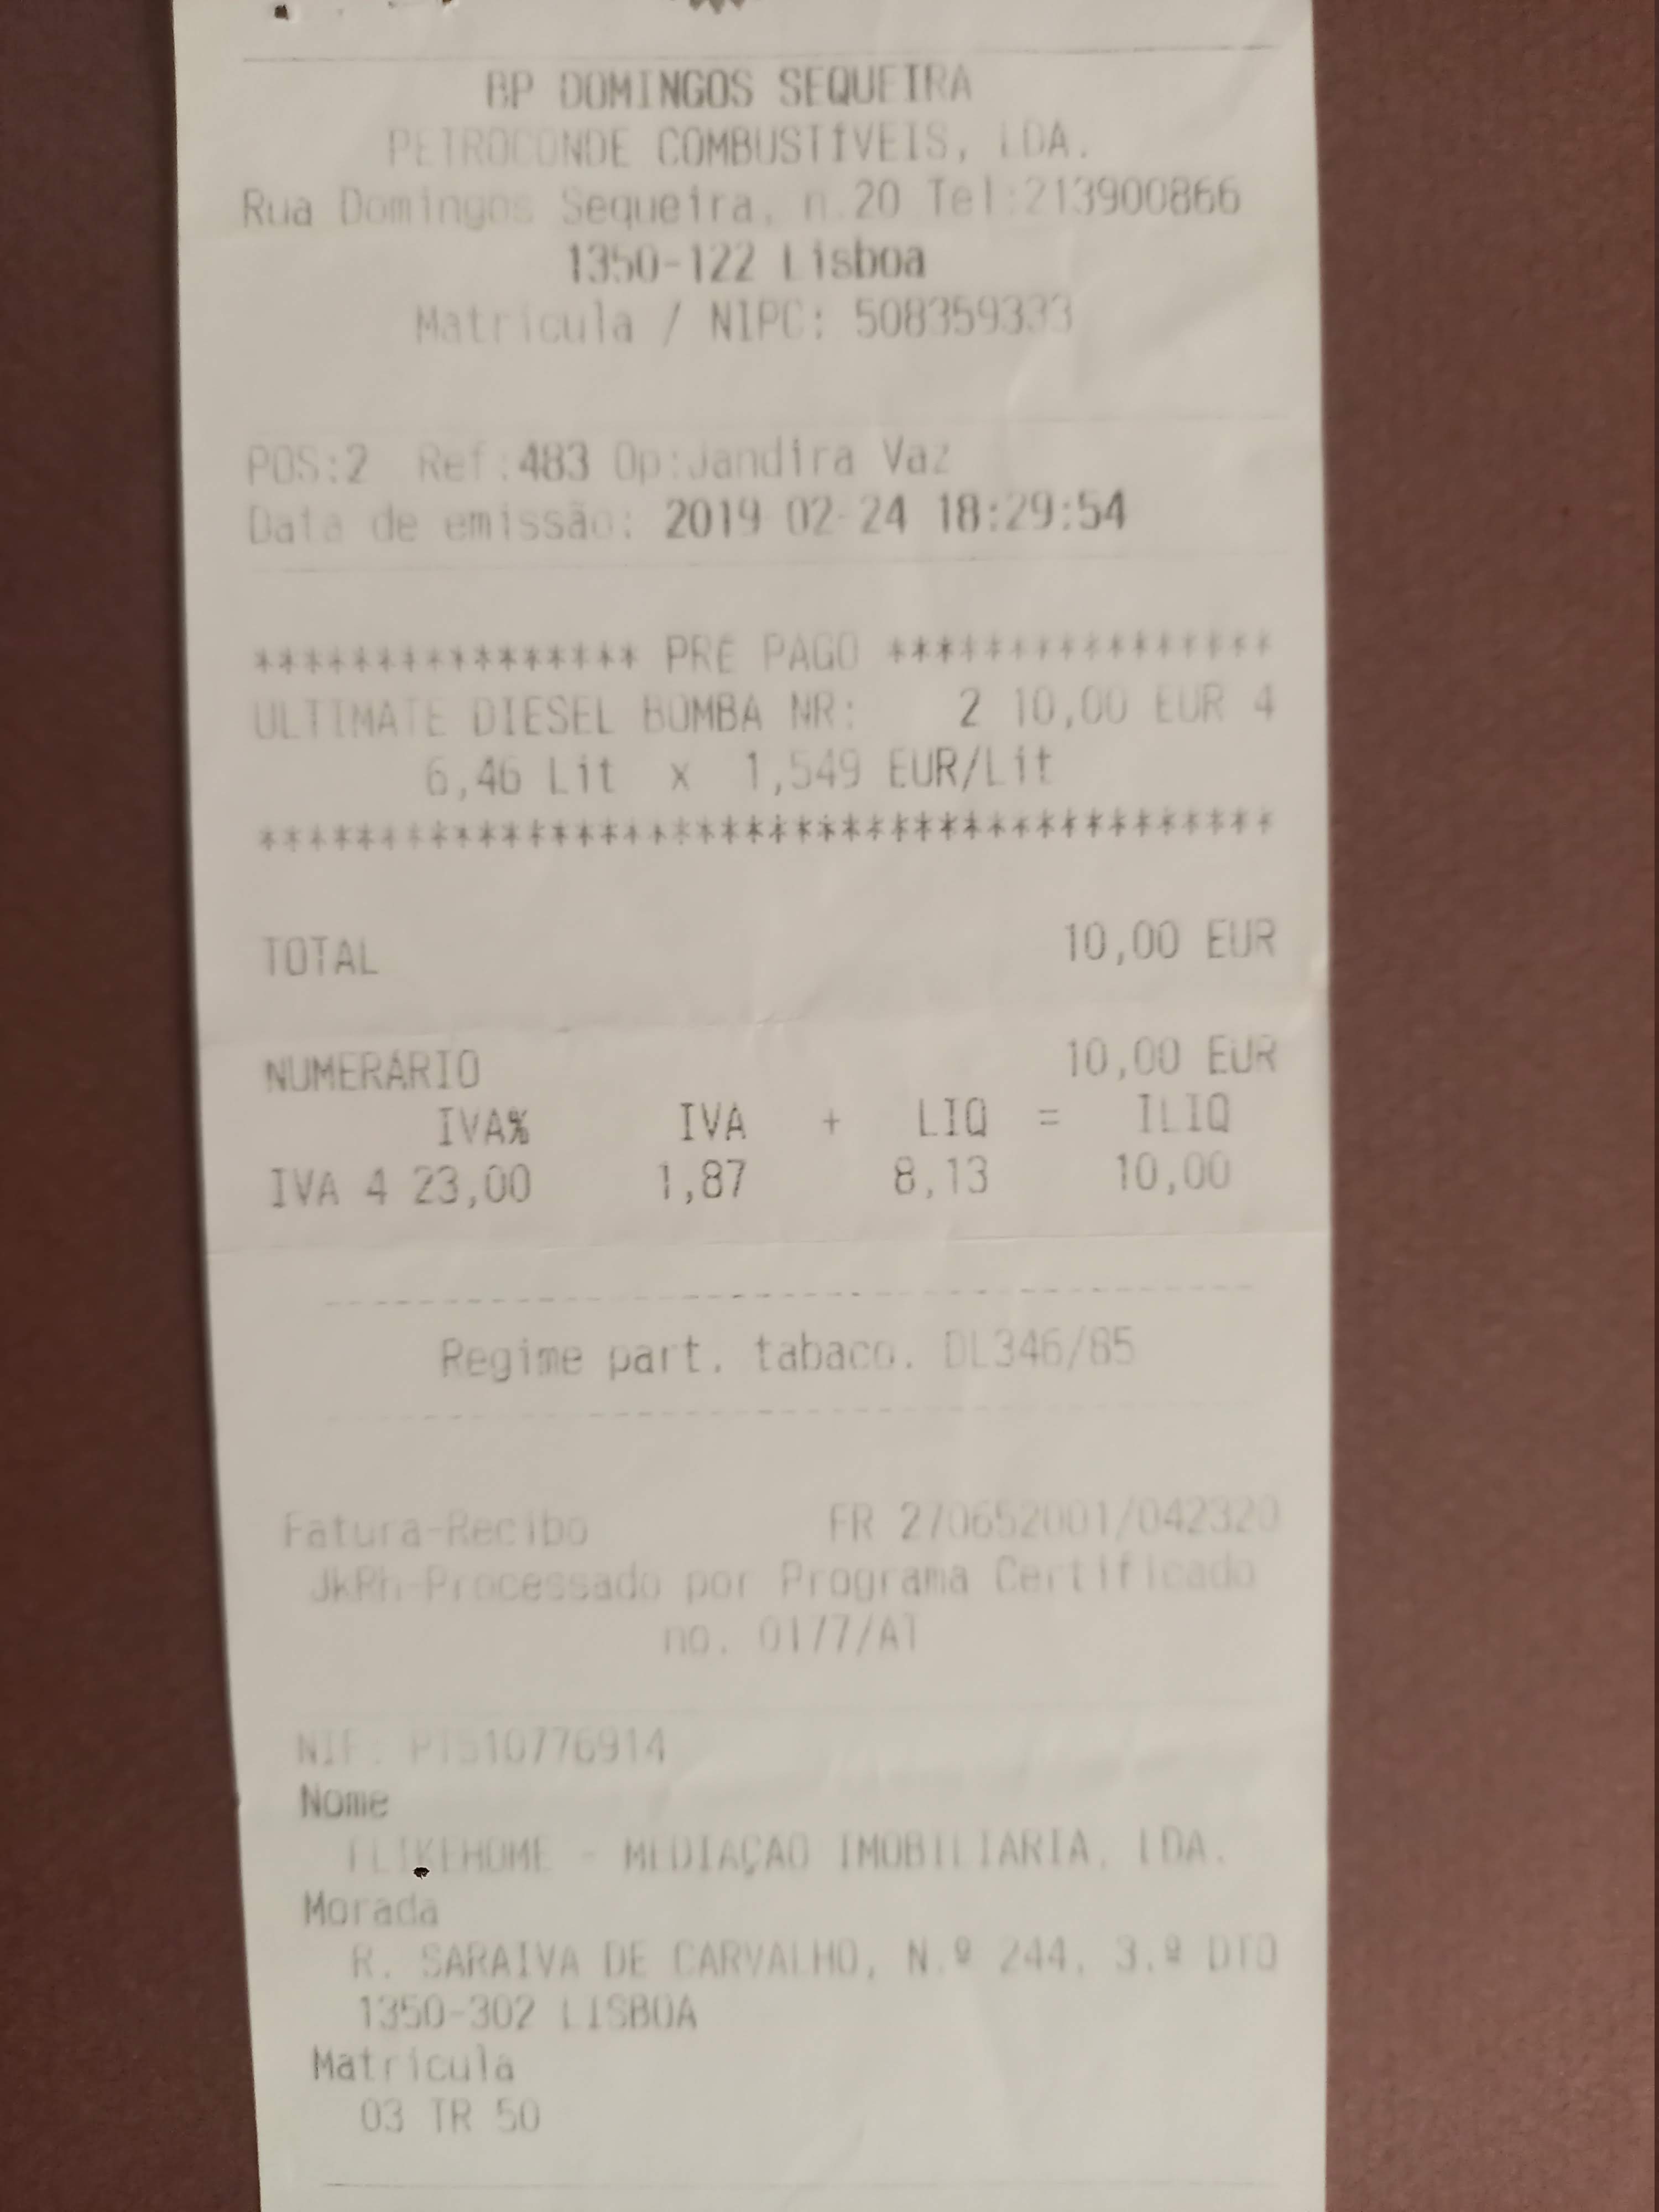 BP DOMINGOS SEQUEIRA
PETROCONDE COMBUSTÍVEIS, LDA.
Rua Domingos Sequeira, n.20 Tel:213900866
1350-122 Lisboa
Matricula / NIPC: 508359333
POS:2 Ref:483 Op:Jandira Vaz
Data de emissão: 2019-02-24 18:29:54
**************** PRE PAGO ****************
ULTIMATE DIESEL BOMBA NR: 2 10,00 EUR 4
6,46 Lit x 1,549 EUR/Lit
******************************************
TOTAL 10,00 EUR
NUMERÁRIO 10,00 EUR
IVA% IVA + LIQ = ILIQ
IVA 4 23,00 1,87 8,13 10,00
Regime part. tabaco. DL346/85
Fatura-Recibo FR 270652001/042320
JkRh-Processado por Programa Certificado
no. 0177/AT
NIF: PT510776914
Nome
ILIKEHOME - MEDIAÇAO IMOBILIARIA, LDA.
Morada
R. SARAIVA DE CARVALHO, N.º 244, 3.º DTO
1350-302 LISBOA
Matrícula
03 TR 50